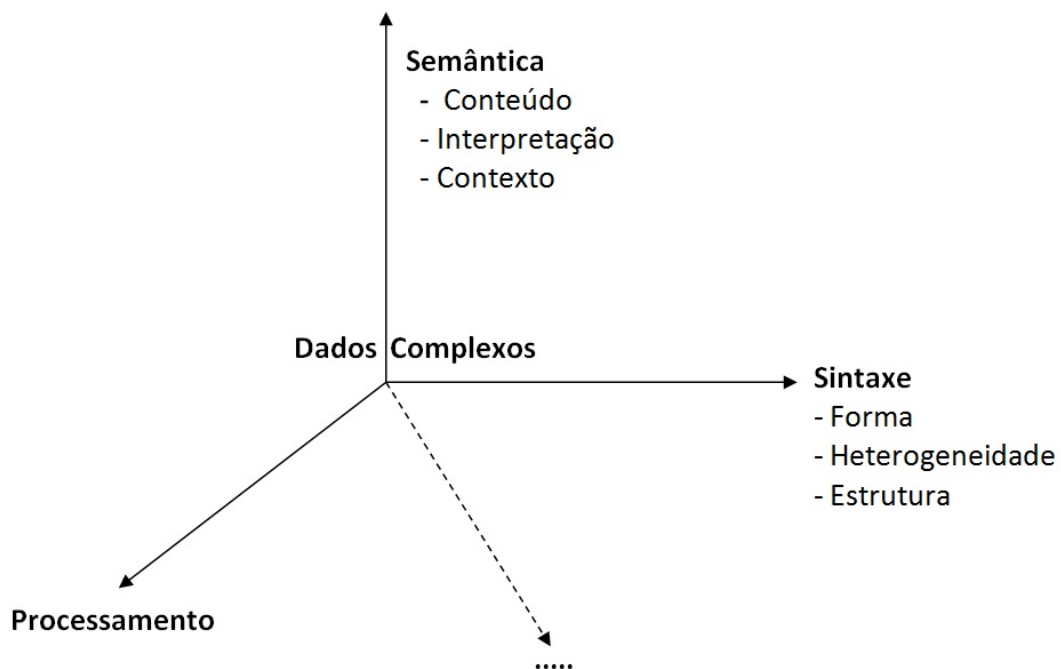 Semântica
- Conteúdo
- Interpretação
- Contexto
Dados Complexos
Sintaxe
- Forma
- Heterogeneidade
- Estrutura
Processamento
.....